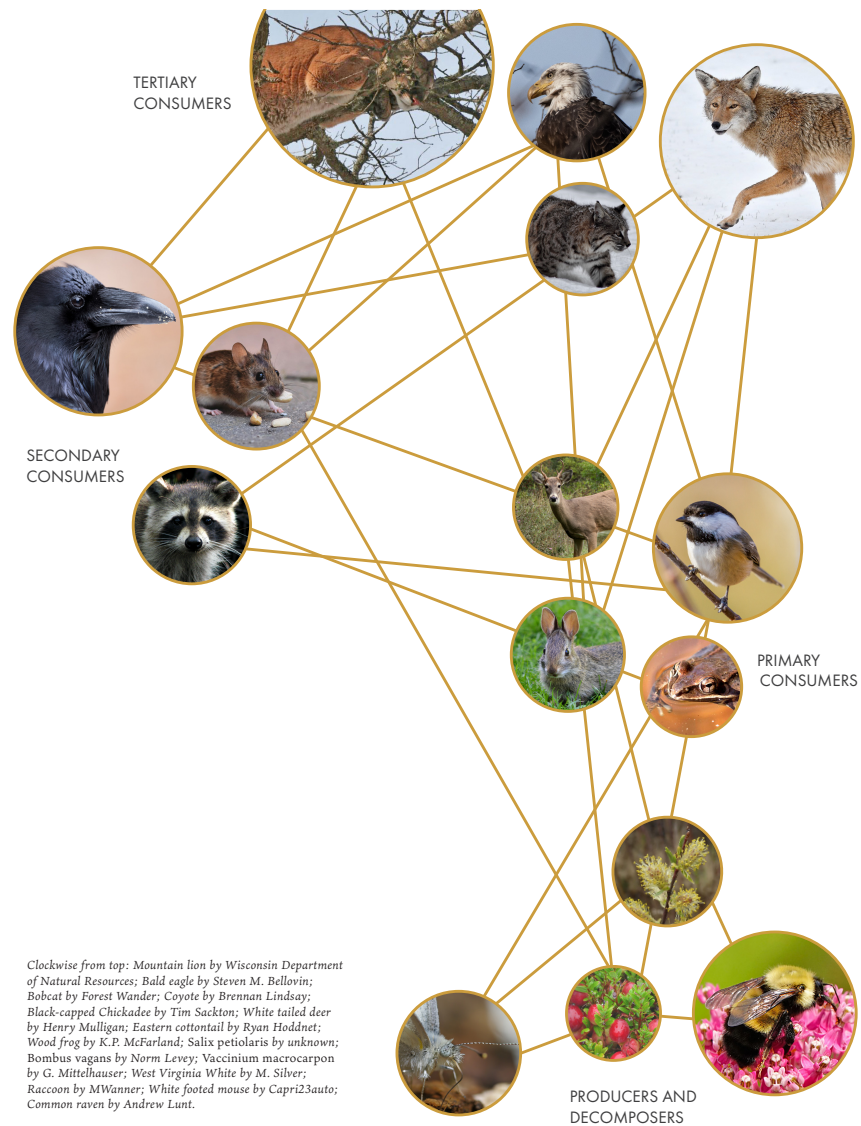 TERTIARY
CONSUMERS
SECONDARY
CONSUMERS
PRIMARY
CONSUMERS
Clockwise from top: Mountain lion by Wisconsin Department
of Natural Resources; Bald eagle by Steven M. Bellovin;
Bobcat by Forest Wander; Coyote by Brennan Lindsay;
Black-capped Chickadee by Tim Sackton; White tailed deer
by Henry Mulligan; Eastern cottontail by Ryan Hoddnet;
Wood frog by K.P. McFarland; Salix petiolaris by unknown;
Bombus vagans by Norm Levey; Vaccinium macrocarpon
by G. Mittelhauser; West Virginia White by M. Silver;
Raccoon by MWanner; White footed mouse by Capri23auto;
Common raven by Andrew Lunt.
PRODUCERS AND
DECOMPOSERS